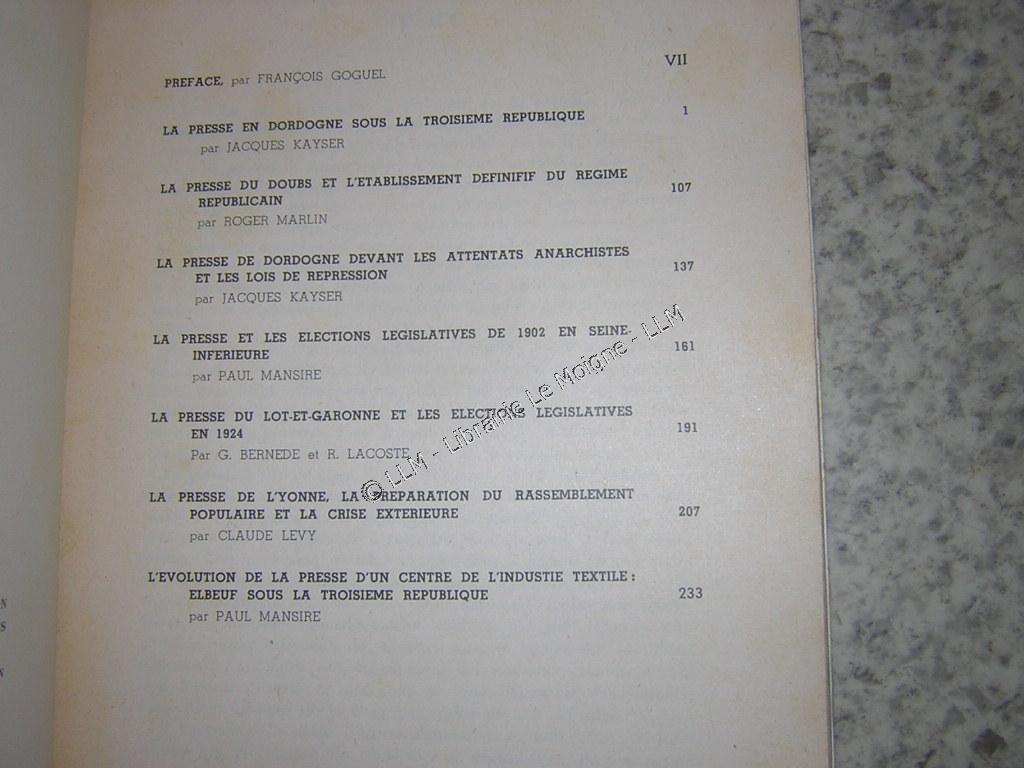 PREFACE, par FRANÇOIS GOGUEL VII
LA PRESSE EN DORDOGNE SOUS LA TROISIEME REPUBLIQUE 1
par JACQUES KAYSER
LA PRESSE DU DOUBS ET L'ETABLISSEMENT DEFINIFIF DU REGIME
REPUBLICAIN 107
par ROGER MARLIN
LA PRESSE DE DORDOGNE DEVANT LES ATTENTATS ANARCHISTES
ET LES LOIS DE REPRESSION 137
par JACQUES KAYSER
LA PRESSE ET LES ELECTIONS LEGISLATIVES DE 1902 EN SEINE-
INFERIEURE 161
par PAUL MANSIRE
LA PRESSE DU LOT-ET-GARONNE ET LES ELECTIONS LEGISLATIVES
EN 1924 191
Par G. BERNEDE et R. LACOSTE
LA PRESSE DE L'YONNE, LA PREPARATION DU RASSEMBLEMENT
POPULAIRE ET LA CRISE EXTERIEURE 207
par CLAUDE LEVY
L'EVOLUTION DE LA PRESSE D'UN CENTRE DE L'INDUSTIE TEXTILE :
ELBEUF SOUS LA TROISIEME REPUBLIQUE 233
par PAUL MANSIRE
© LLM - Librairie Le Moigne - LLM